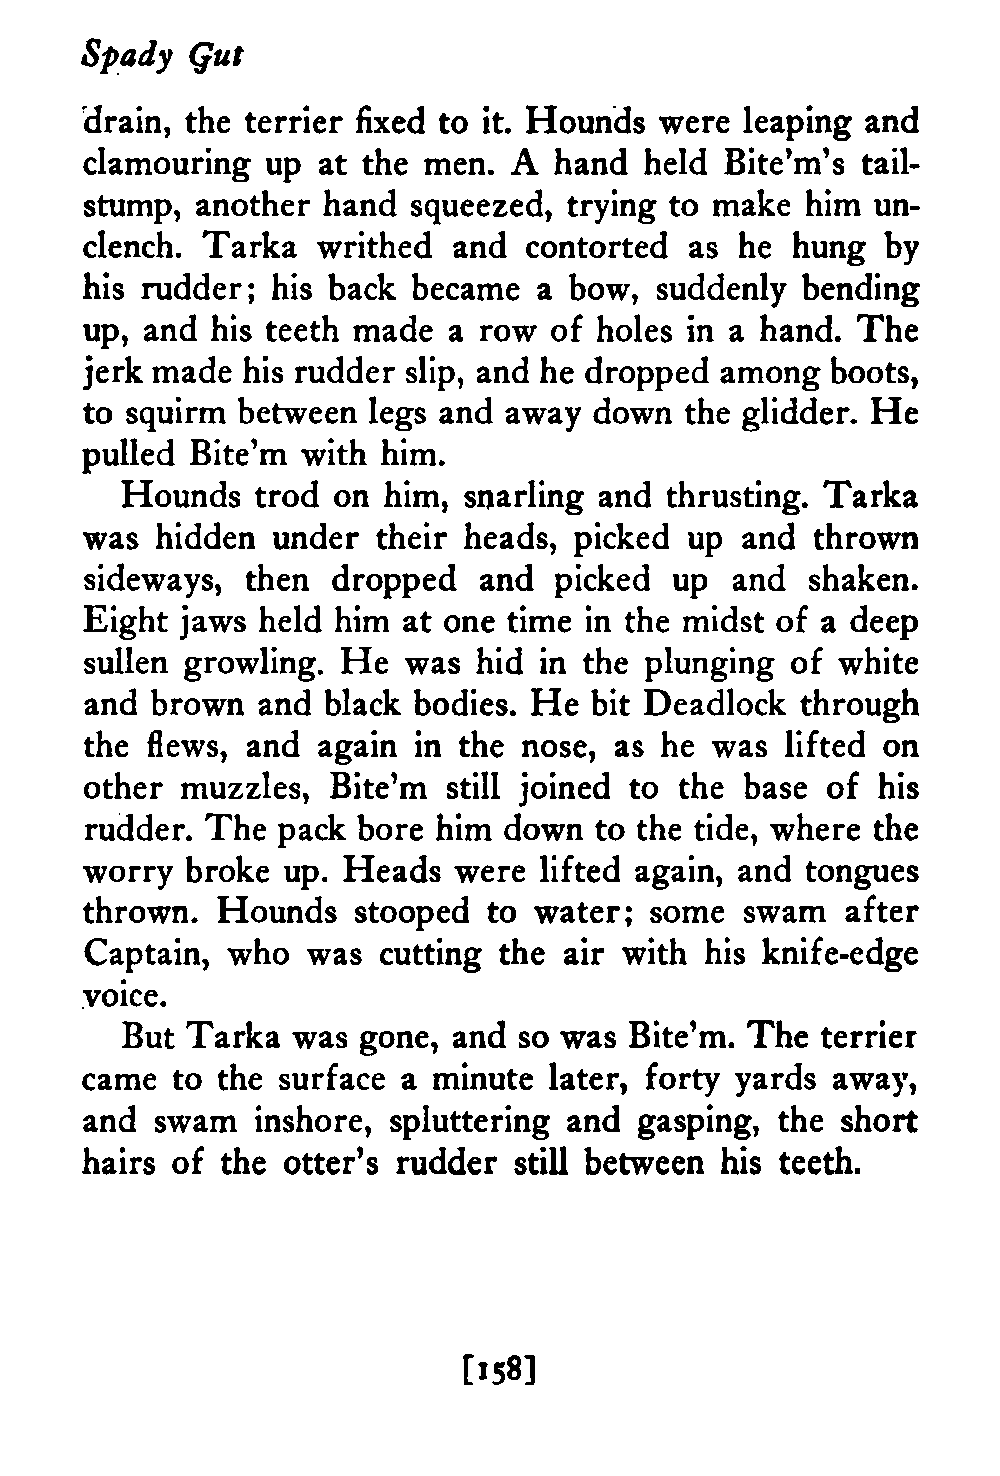 Spady Gut
drain, the terrier fixed to it. Hounds were leaping and
clamouring up at the men. A hand held Bite'm's tail-
stump, another hand squeezed, trying to make him un-
clench. Tarka writhed and contorted as he hung by
his rudder; his back became a bow, suddenly bending
up, and his teeth made a row of holes in a hand. The
jerk made his rudder slip, and he dropped among boots,
to squirm between legs and away down the glidder. He
pulled Bite'm with him.
Hounds trod on him, snarling and thrusting. Tarka
was hidden under their heads, picked up and thrown
sideways, then dropped and picked up and shaken.
Eight jaws held him at one time in the midst of a deep
sullen growling. He was hid in the plunging of white
and brown and black bodies. He bit Deadlock through
the flews, and again in the nose, as he was lifted on
other muzzles, Bite'm still joined to the base of his
rudder. The pack bore him down to the tide, where the
worry broke up. Heads were lifted again, and tongues
thrown. Hounds stooped to water; some swam after
Captain, who was cutting the air with his knife-edge
voice.
But Tarka was gone, and so was Bite'm. The terrier
came to the surface a minute later, forty yards away,
and swam inshore, spluttering and gasping, the short
hairs of the otter's rudder still between his teeth.
[158]